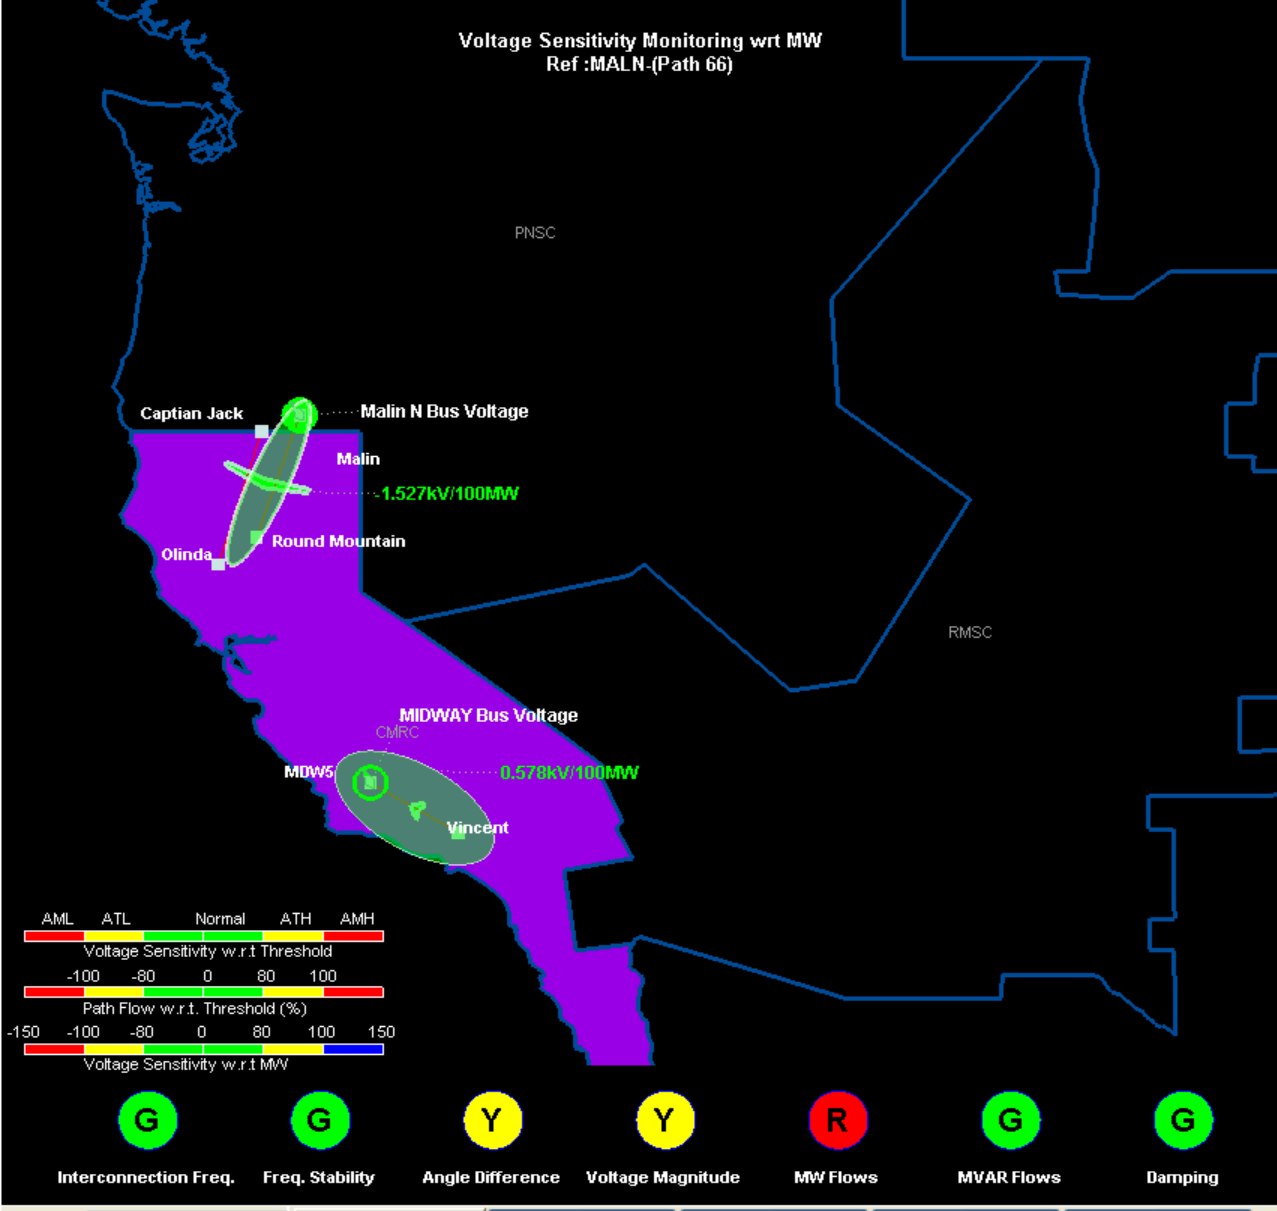 Voltage Sensitivity Monitoring wrt MW
Ref :MALN-(Path 66)
PNSC
Captian Jack
Malin N Bus Voltage
Malin
-1.527kV/100MW
Round Mountain
Olinda
RMSC
MIDWAY Bus Voltage
CMRC
MDW5
0.578kV/100MW
Vincent
AML ATL Normal ATH AMH
Voltage Sensitivity w.r.t Threshold
-100 -80 0 80 100
Path Flow w.r.t. Threshold (%)
-150 -100 -80 0 80 100 150
Voltage Sensitivity w.r.t MW
G G Y Y R G G
Interconnection Freq. Freq. Stability Angle Difference Voltage Magnitude MW Flows MVAR Flows Damping